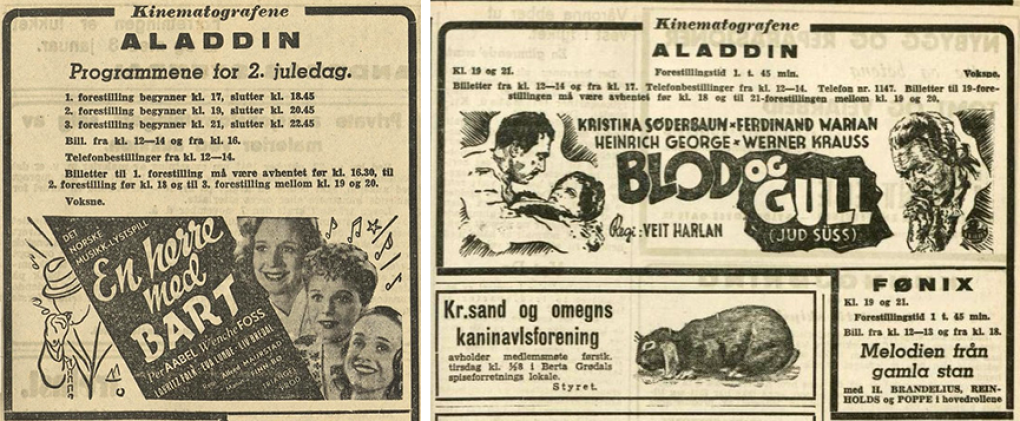 Kinematografene
ALADDIN
Programmene for 2. juledag.
1. forestilling begynner kl. 17, slutter kl. 18.45
2. forestilling begynner kl. 19, slutter kl. 20.45
3. forestilling begynner kl. 21, slutter kl. 22.45
Bill. fra kl. 12—14 og fra kl. 16.
Telefonbestillinger fra kl. 12—14.
Billetter til 1. forestilling må være avhentet før kl. 16.30, til
2. forestilling før kl. 18 og til 3. forestilling mellom kl. 19 og 20.
Voksne.
DET
NORSKE
MUSIKK-LYSTSPILL
En herre
med
BART
Per AABEL Wenche FOSS
LAURITZ FALK · EVA LUNDE · LIV BREDAL
Kinematografene
ALADDIN
Kl. 19 og 21.
Forestillingstid 1. t. 45 min.
Voksne.
Billetter fra kl. 12—14 og fra kl. 17. Telefonbestillinger fra kl. 12—14. Telefon nr. 1147. Billetter til 19-fore-
stillingen må være avhentet før kl. 18 og til 21-forestillingen mellom kl. 19 og 20.
KRISTINA SÖDERBAUM × FERDINAND MARIAN
HEINRICH GEORGE × WERNER KRAUSS
BLOD OG
GULL
(JUD SÜSS)
Regi: VEIT HARLAN
Kr.sand og omegns
kaninavlsforening
avholder medlemsmøte førstk.
tirsdag kl. ½8 i Berta Grødals
spiseforretnings lokale.
Styret.
FØNIX
Kl. 19 og 21.
Forestillingstid 1 t. 45 min.
Bill. fra kl. 12—13 og fra kl. 18.
Melodien från
gamla stan
med H. BRANDELIUS, REIN-
HOLDS og POPPE i hovedrollene